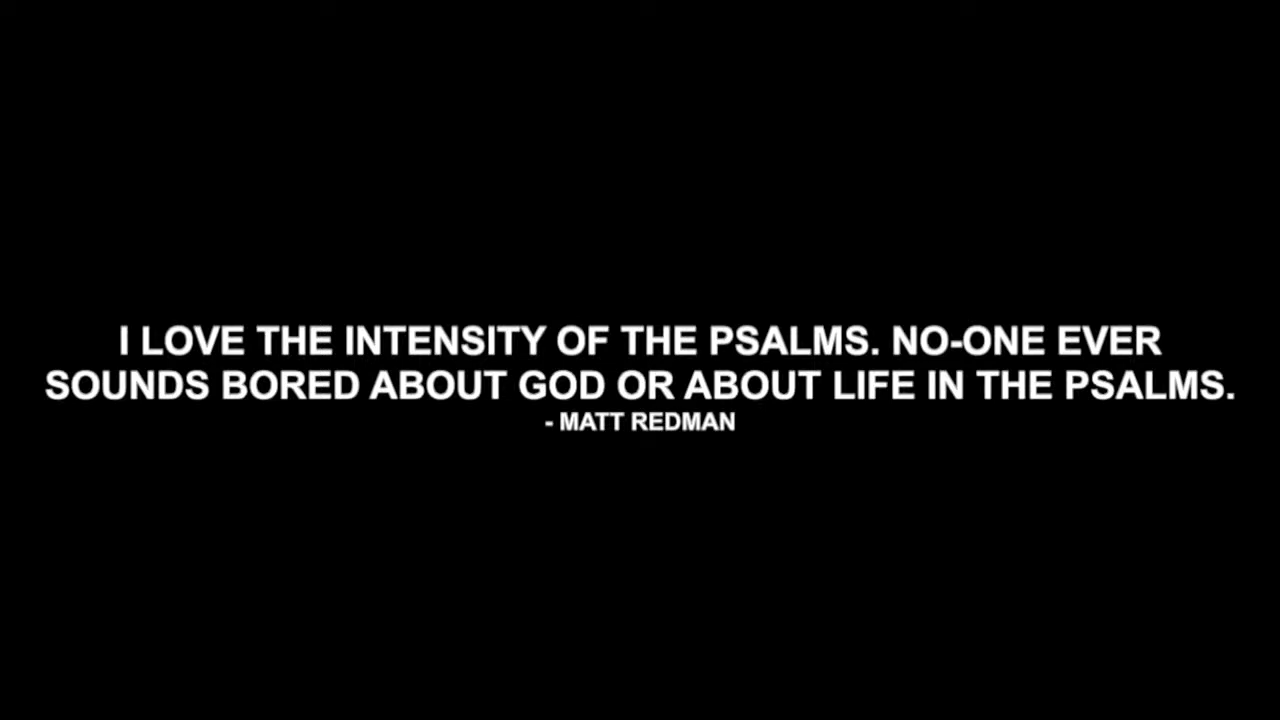 I LOVE THE INTENSITY OF THE PSALMS. NO-ONE EVER
SOUNDS BORED ABOUT GOD OR ABOUT LIFE IN THE PSALMS.
- MATT REDMAN